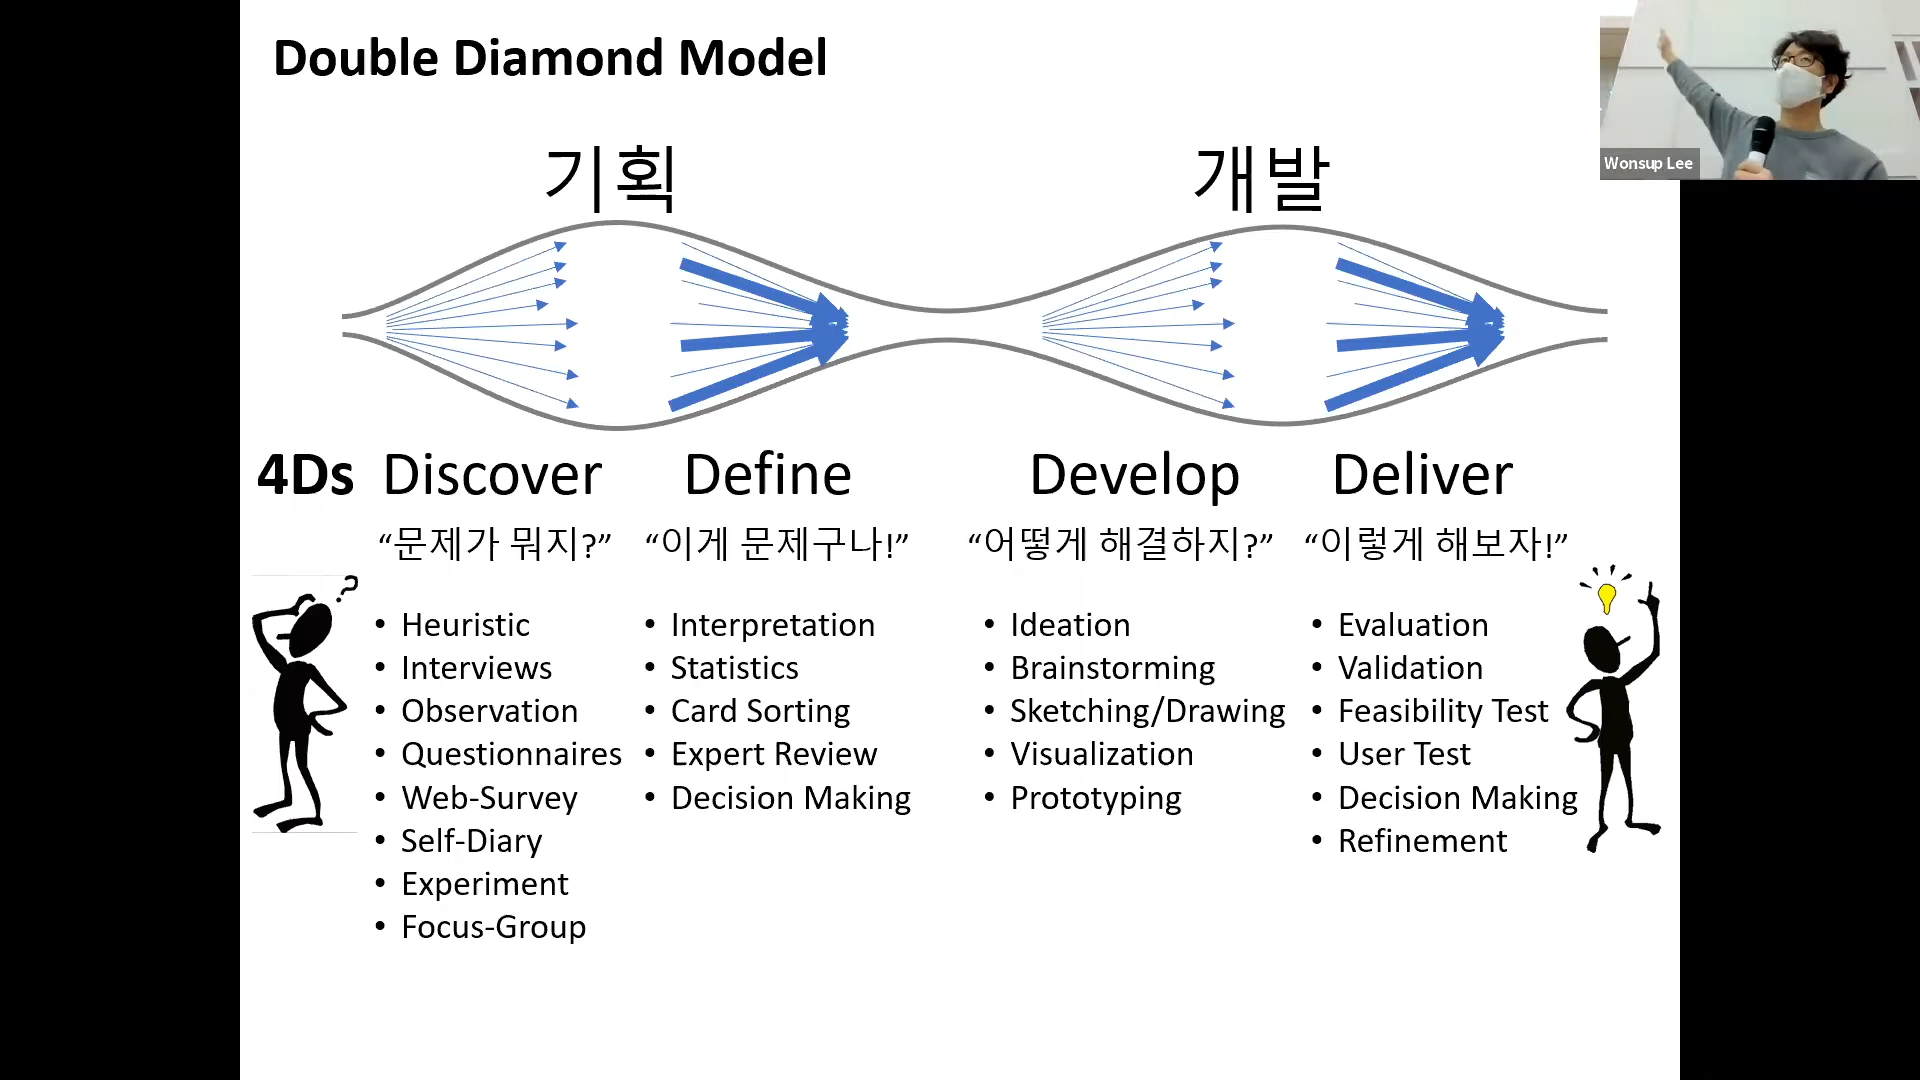 Double Diamond Model
Wonsup Lee
기획
개발
4Ds
Discover
Define
Develop
Deliver
“문제가 뭐지?”
“이게 문제구나!”
“어떻게 해결하지?”
“이렇게 해보자!”
?
• Heuristic
• Interviews
• Observation
• Questionnaires
• Web-Survey
• Self-Diary
• Experiment
• Focus-Group
• Interpretation
• Statistics
• Card Sorting
• Expert Review
• Decision Making
• Ideation
• Brainstorming
• Sketching/Drawing
• Visualization
• Prototyping
• Evaluation
• Validation
• Feasibility Test
• User Test
• Decision Making
• Refinement